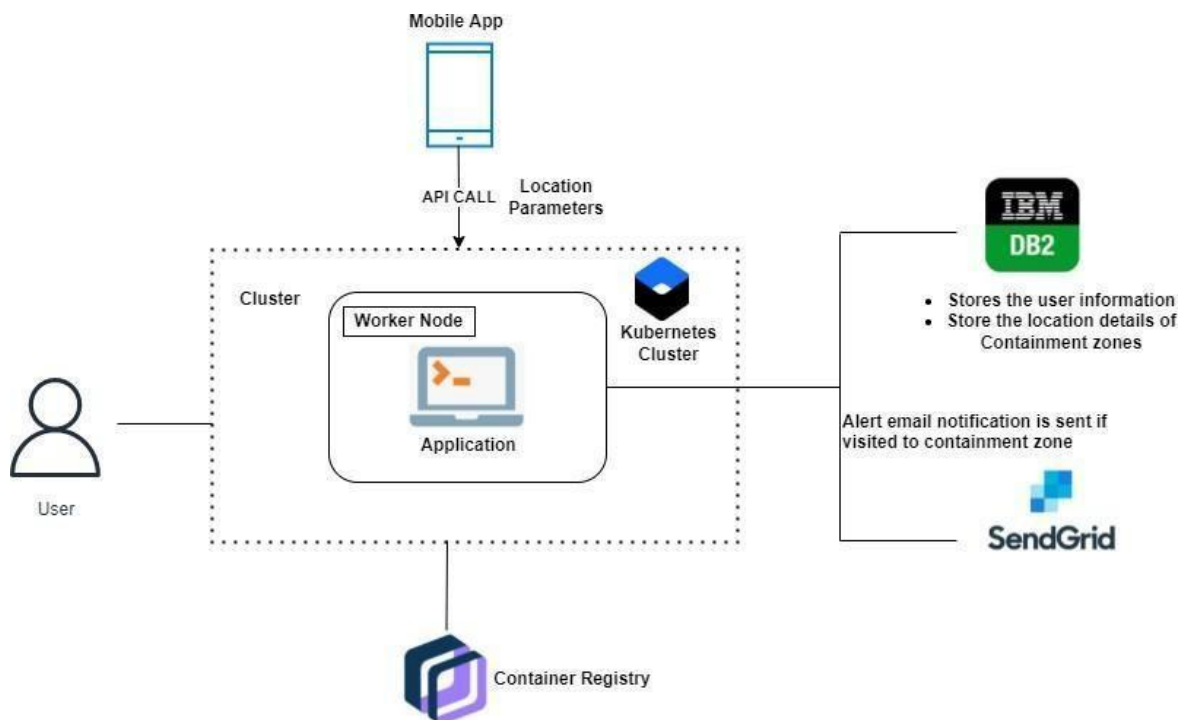 Mobile App
API CALL
Location
Parameters
IBM
DB2
Cluster
Worker Node
Kubernetes
Cluster
• Stores the user information
• Store the location details of
Containment zones
Application
User
Alert email notification is sent if
visited to containment zone
SendGrid
Container Registry